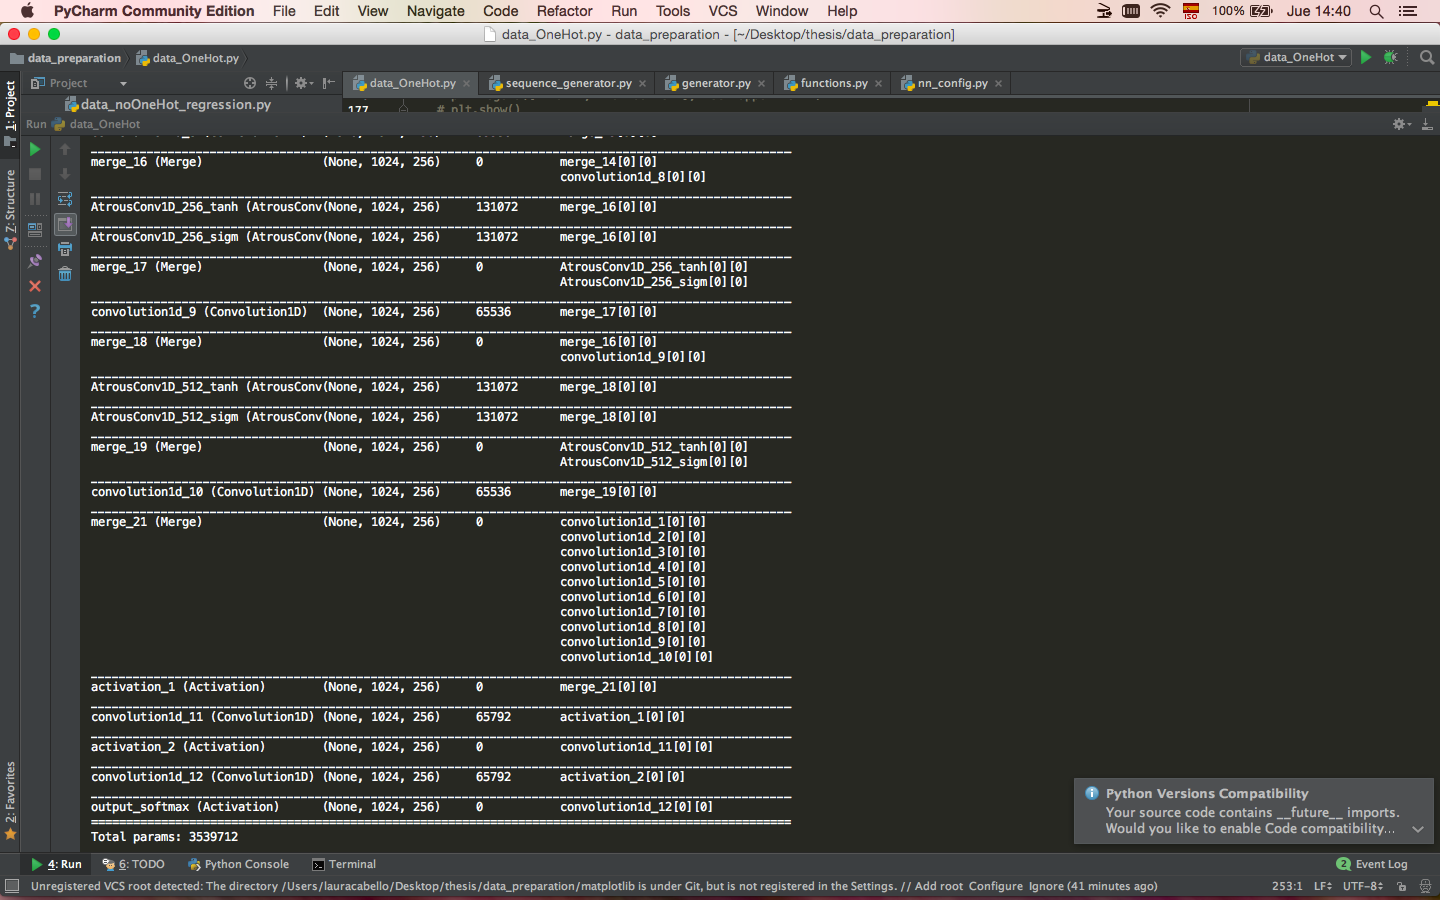 PyCharm Community Edition File Edit View Navigate Code Refactor Run Tools VCS Window Help ISO 100% Jue 14:40
data_OneHot.py - data_preparation - [~/Desktop/thesis/data_preparation]
data_preparation data_OneHot.py data_OneHot
Project data_OneHot.py sequence_generator.py generator.py functions.py nn_config.py
data_noOneHot_regression.py 177 # plt.show()
Run data_OneHot
1: Project
Z: Structure
2: Favorites
merge_16 (Merge) (None, 1024, 256) 0 merge_14[0][0]
convolution1d_8[0][0]
AtrousConv1D_256_tanh (AtrousConv(None, 1024, 256) 131072 merge_16[0][0]
AtrousConv1D_256_sigm (AtrousConv(None, 1024, 256) 131072 merge_16[0][0]
merge_17 (Merge) (None, 1024, 256) 0 AtrousConv1D_256_tanh[0][0]
AtrousConv1D_256_sigm[0][0]
convolution1d_9 (Convolution1D) (None, 1024, 256) 65536 merge_17[0][0]
merge_18 (Merge) (None, 1024, 256) 0 merge_16[0][0]
convolution1d_9[0][0]
AtrousConv1D_512_tanh (AtrousConv(None, 1024, 256) 131072 merge_18[0][0]
AtrousConv1D_512_sigm (AtrousConv(None, 1024, 256) 131072 merge_18[0][0]
merge_19 (Merge) (None, 1024, 256) 0 AtrousConv1D_512_tanh[0][0]
AtrousConv1D_512_sigm[0][0]
convolution1d_10 (Convolution1D) (None, 1024, 256) 65536 merge_19[0][0]
merge_21 (Merge) (None, 1024, 256) 0 convolution1d_1[0][0]
convolution1d_2[0][0]
convolution1d_3[0][0]
convolution1d_4[0][0]
convolution1d_5[0][0]
convolution1d_6[0][0]
convolution1d_7[0][0]
convolution1d_8[0][0]
convolution1d_9[0][0]
convolution1d_10[0][0]
activation_1 (Activation) (None, 1024, 256) 0 merge_21[0][0]
convolution1d_11 (Convolution1D) (None, 1024, 256) 65792 activation_1[0][0]
activation_2 (Activation) (None, 1024, 256) 0 convolution1d_11[0][0]
convolution1d_12 (Convolution1D) (None, 1024, 256) 65792 activation_2[0][0]
output_softmax (Activation) (None, 1024, 256) 0 convolution1d_12[0][0]
Total params: 3539712
Python Versions Compatibility
Your source code contains __future__ imports.
Would you like to enable Code compatibility...
4: Run 6: TODO Python Console Terminal 2 Event Log
Unregistered VCS root detected: The directory /Users/lauracabello/Desktop/thesis/data_preparation/matplotlib is under Git, but is not registered in the Settings. // Add root Configure Ignore (41 minutes ago) 253:1 LF UTF-8